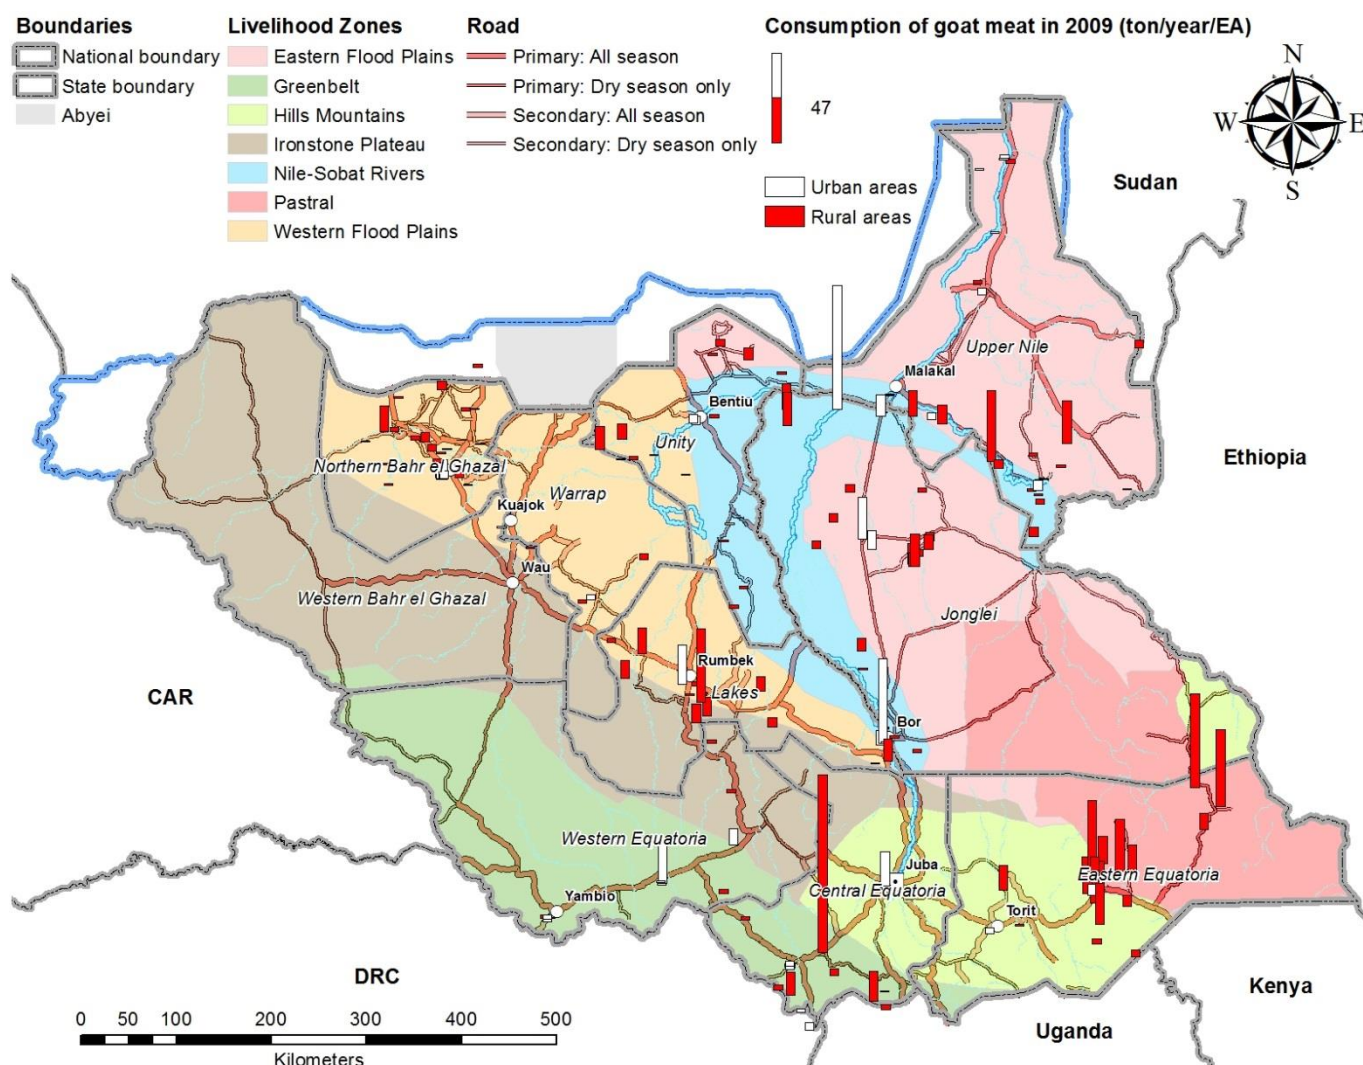 Boundaries
National boundary
State boundary
Abyei
Livelihood Zones
Eastern Flood Plains
Greenbelt
Hills Mountains
Ironstone Plateau
Nile-Sobat Rivers
Pastral
Western Flood Plains
Road
Primary: All season
Primary: Dry season only
Secondary: All season
Secondary: Dry season only
Consumption of goat meat in 2009 (ton/year/EA)
47
Urban areas
Rural areas
N
W
E
S
Sudan
Upper Nile
Malakal
Bentiu
Unity
Ethiopia
Northern Bahr el Ghazal
Warrap
Kuajok
Wau
Western Bahr el Ghazal
Jonglei
Rumbek
Lakes
CAR
Bor
Western Equatoria
Juba
Central Equatoria
Eastern Equatoria
Yambio
Torit
DRC
Kenya
Uganda
0 50 100 200 300 400 500
Kilometers